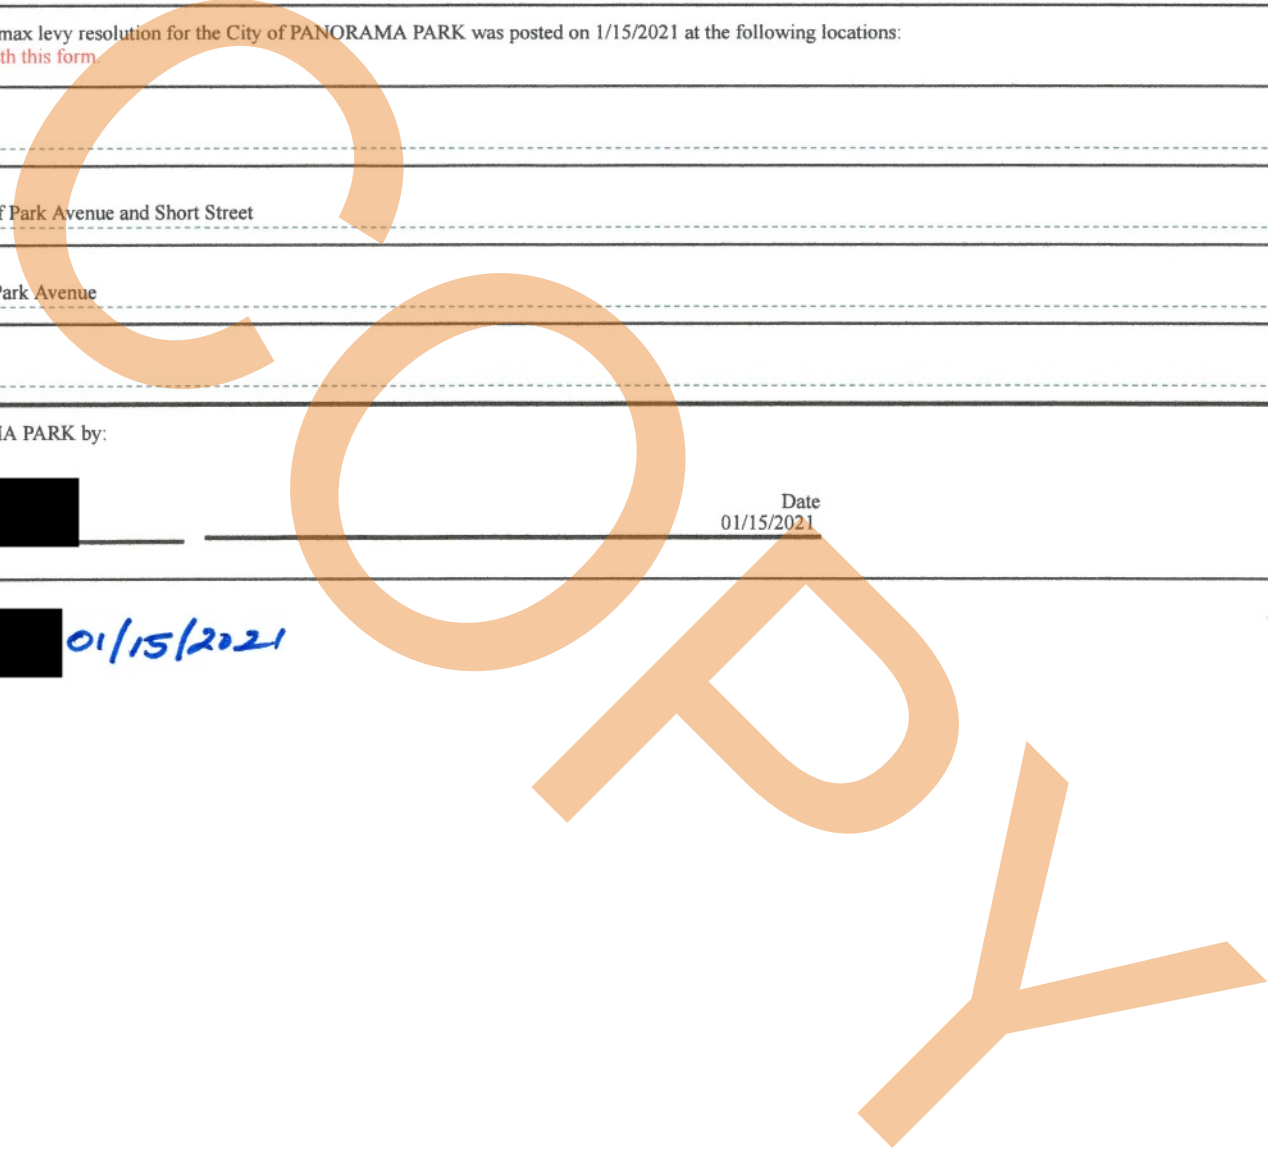 max levy resolution for the City of PANORAMA PARK was posted on 1/15/2021 at the following locations:
th this form.
f Park Avenue and Short Street
Park Avenue
IA PARK by:
Date
01/15/2021
01/15/2021
COPY